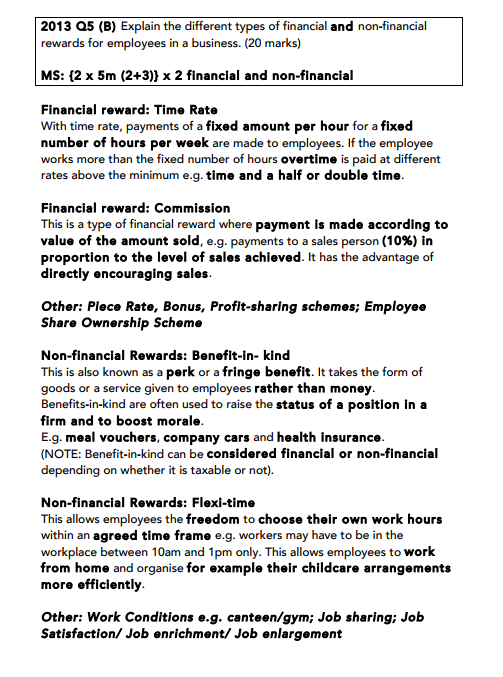 2013 Q5 (B) Explain the different types of financial and non-financial
rewards for employees in a business. (20 marks)
MS: {2 x 5m (2+3)} x 2 financial and non-financial
Financial reward: Time Rate
With time rate, payments of a fixed amount per hour for a fixed
number of hours per week are made to employees. If the employee
works more than the fixed number of hours overtime is paid at different
rates above the minimum e.g. time and a half or double time.
Financial reward: Commission
This is a type of financial reward where payment is made according to
value of the amount sold, e.g. payments to a sales person (10%) in
proportion to the level of sales achieved. It has the advantage of
directly encouraging sales.
Other: Piece Rate, Bonus, Profit-sharing schemes; Employee
Share Ownership Scheme
Non-financial Rewards: Benefit-in- kind
This is also known as a perk or a fringe benefit. It takes the form of
goods or a service given to employees rather than money.
Benefits-in-kind are often used to raise the status of a position in a
firm and to boost morale.
E.g. meal vouchers, company cars and health insurance.
(NOTE: Benefit-in-kind can be considered financial or non-financial
depending on whether it is taxable or not).
Non-financial Rewards: Flexi-time
This allows employees the freedom to choose their own work hours
within an agreed time frame e.g. workers may have to be in the
workplace between 10am and 1pm only. This allows employees to work
from home and organise for example their childcare arrangements
more efficiently.
Other: Work Conditions e.g. canteen/gym; Job sharing; Job
Satisfaction/ Job enrichment/ Job enlargement